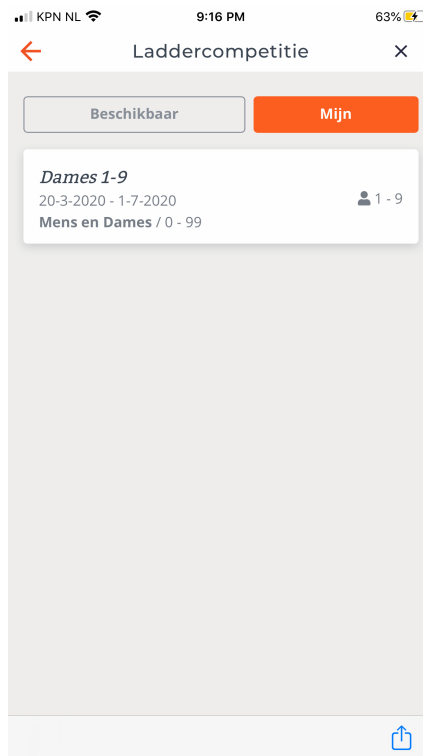 KPN NL 9:16 PM 63%
Laddercompetitie
Beschikbaar Mijn
Dames 1-9
20-3-2020 - 1-7-2020 1 - 9
Mens en Dames / 0 - 99